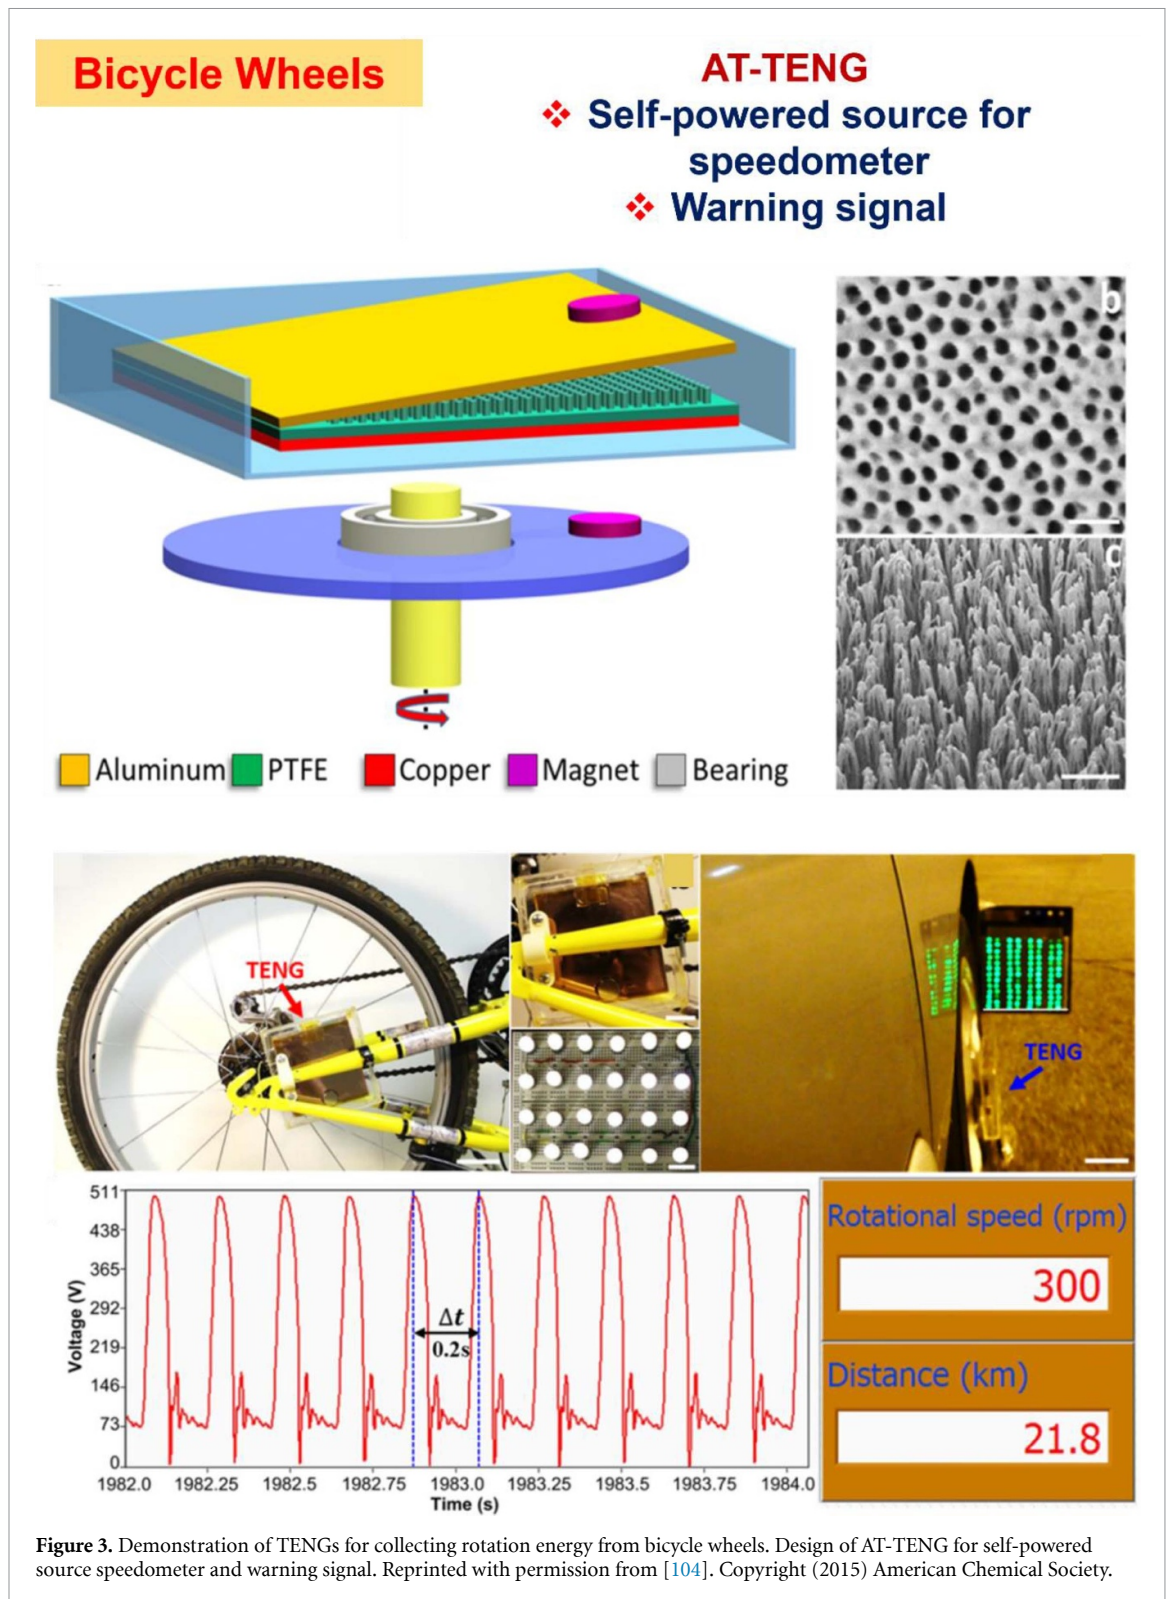 Bicycle Wheels
AT-TENG
❖ Self-powered source for
speedometer
❖ Warning signal
b
c
Aluminum PTFE Copper Magnet Bearing
TENG
TENG
511
438
365
292
219
146
73
0
Voltage (V)
Δt
0.2s
1982.0 1982.25 1982.5 1982.75 1983.0 1983.25 1983.5 1983.75 1984.0
Time (s)
Rotational speed (rpm)
300
Distance (km)
21.8
Figure 3. Demonstration of TENGs for collecting rotation energy from bicycle wheels. Design of AT-TENG for self-powered
source speedometer and warning signal. Reprinted with permission from [104]. Copyright (2015) American Chemical Society.